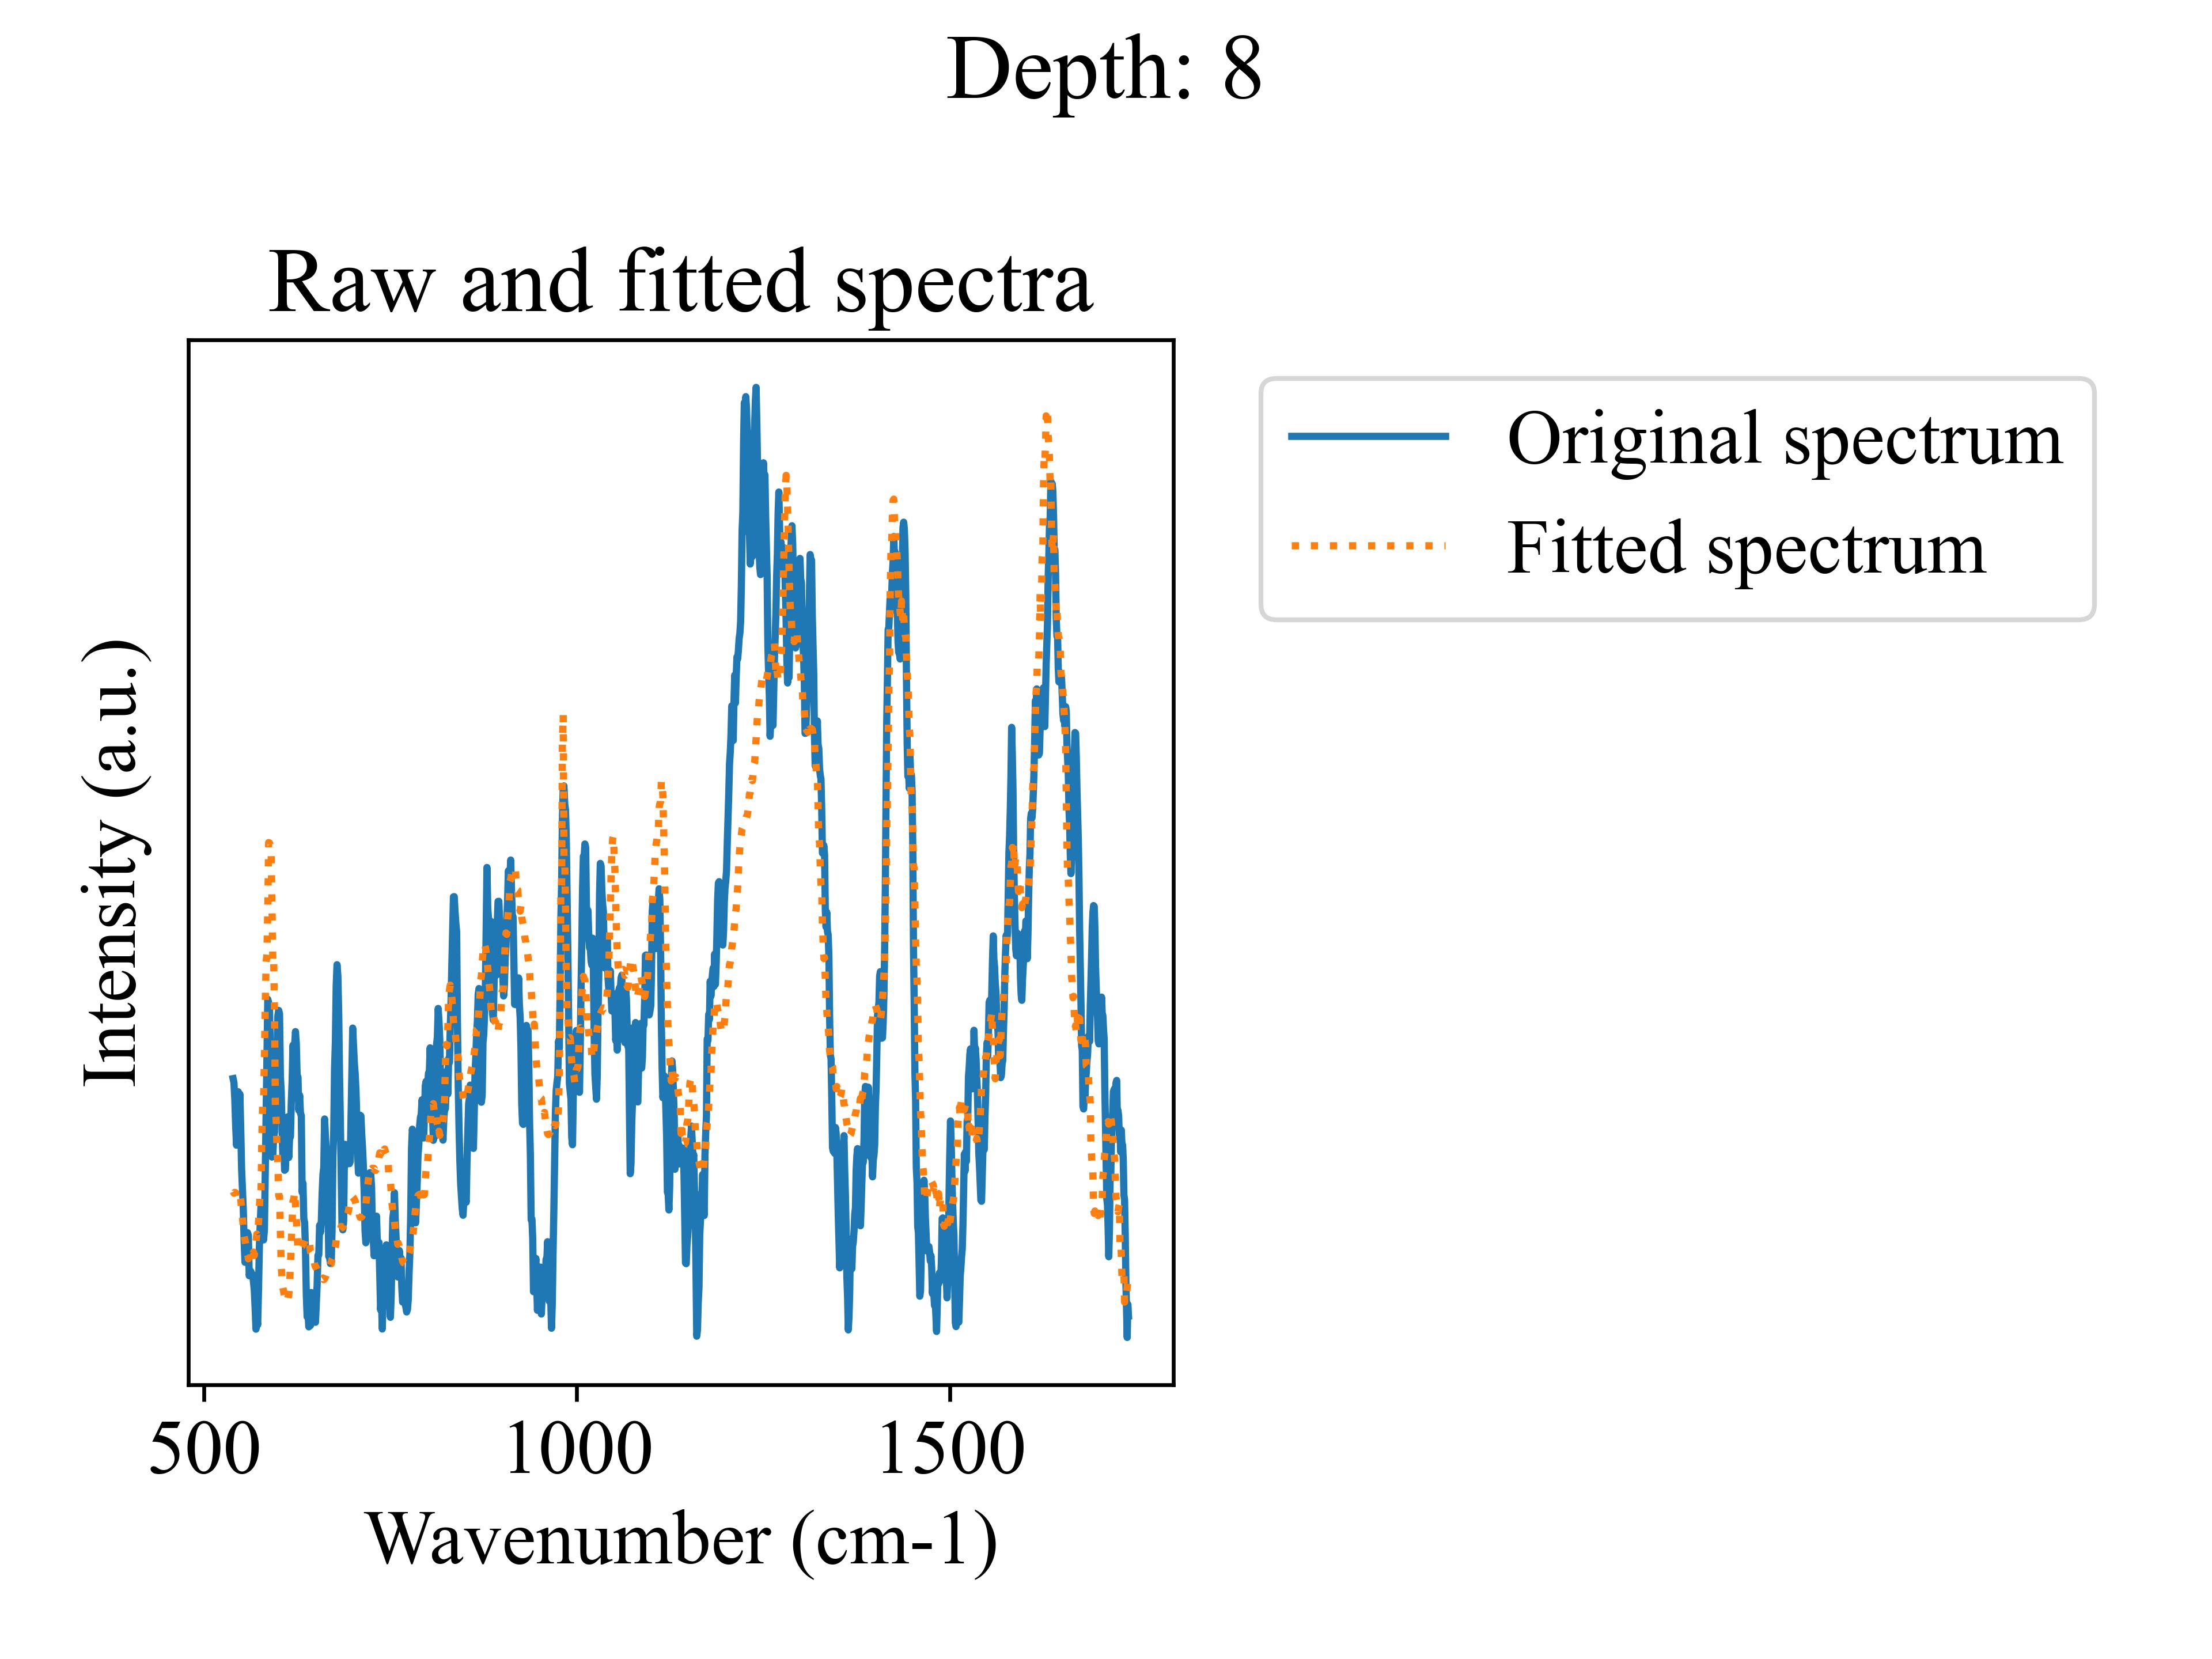 Depth: 8
Raw and fitted spectra
Original spectrum
Fitted spectrum
Intensity (a.u.)
500 1000 1500
Wavenumber (cm-1)